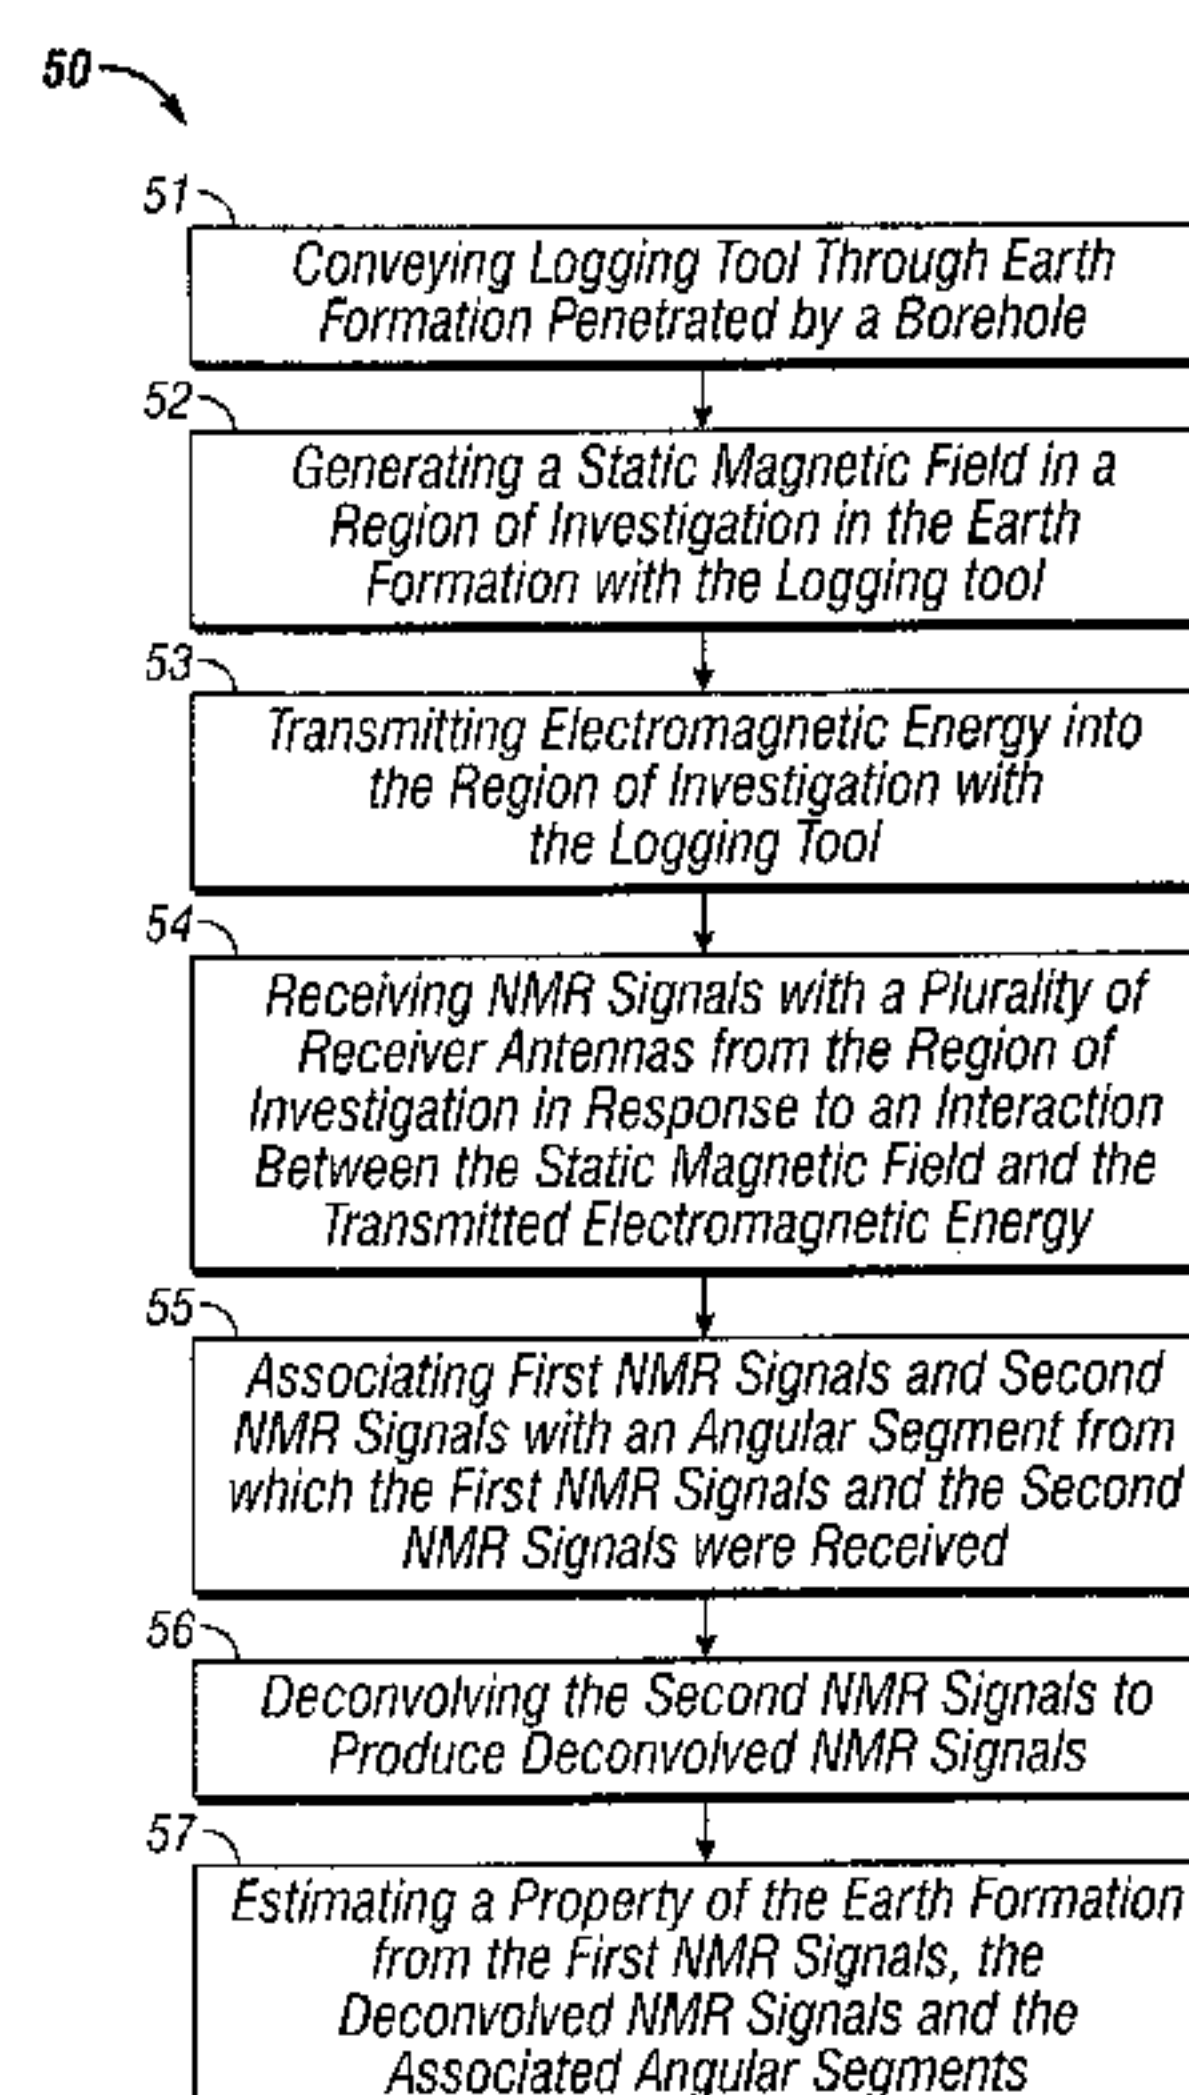 50
51
Conveying Logging Tool Through Earth
Formation Penetrated by a Borehole
52
Generating a Static Magnetic Field in a
Region of Investigation in the Earth
Formation with the Logging tool
53
Transmitting Electromagnetic Energy into
the Region of Investigation with
the Logging Tool
54
Receiving NMR Signals with a Plurality of
Receiver Antennas from the Region of
Investigation in Response to an Interaction
Between the Static Magnetic Field and the
Transmitted Electromagnetic Energy
55
Associating First NMR Signals and Second
NMR Signals with an Angular Segment from
which the First NMR Signals and the Second
NMR Signals were Received
56
Deconvolving the Second NMR Signals to
Produce Deconvolved NMR Signals
57
Estimating a Property of the Earth Formation
from the First NMR Signals, the
Deconvolved NMR Signals and the
Associated Angular Segments